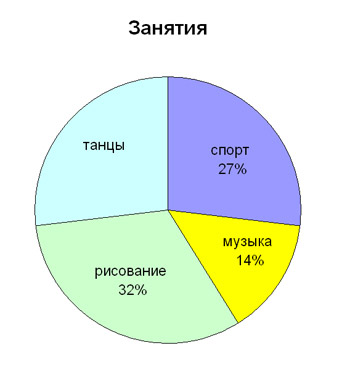 Занятия
танцы
спорт
27%
музыка
14%
рисование
32%